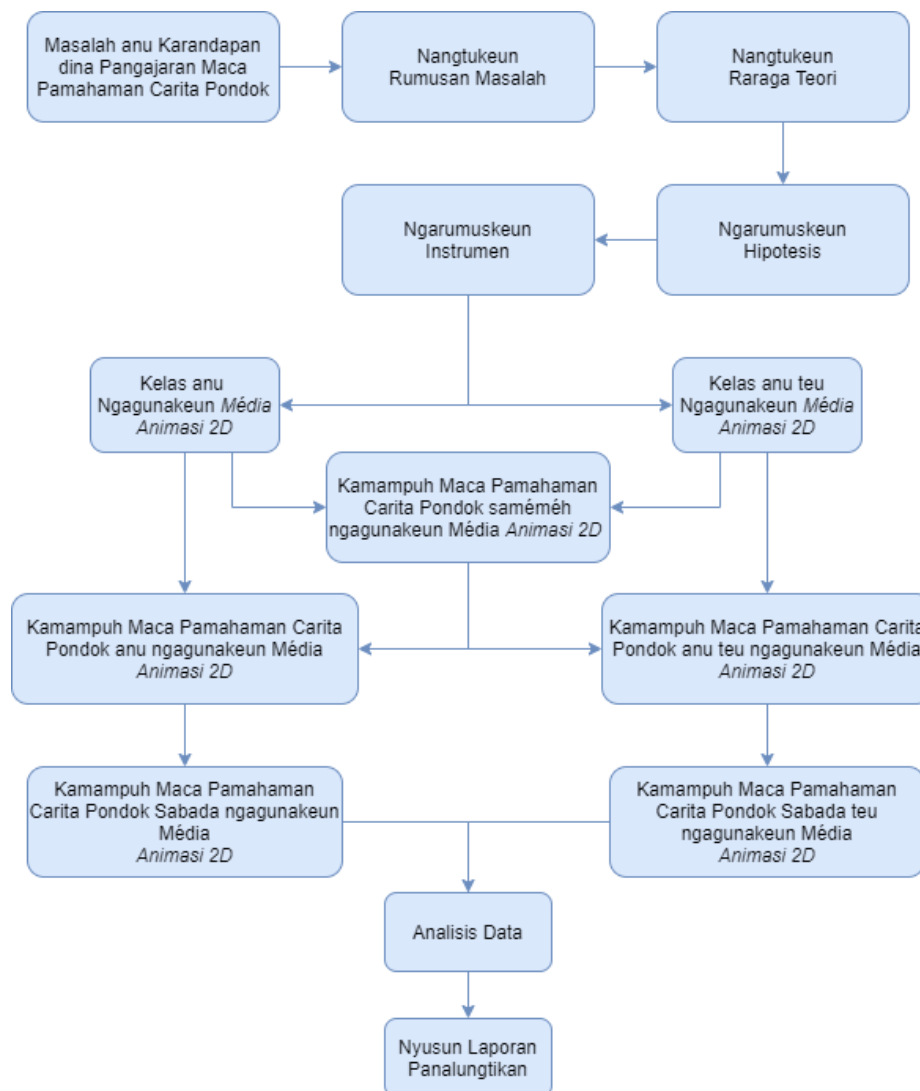 Masalah anu Karandapan
dina Pangajaran Maca
Pamahaman Carita Pondok
Nangtukeun
Rumusan Masalah
Nangtukeun
Raraga Teori
Ngarumuskeun
Instrumen
Ngarumuskeun
Hipotesis
Kelas anu
Ngagunakeun Média
Animasi 2D
Kelas anu teu
Ngagunakeun Média
Animasi 2D
Kamampuh Maca Pamahaman
Carita Pondok saméméh
ngagunakeun Média Animasi 2D
Kamampuh Maca Pamahaman Carita
Pondok anu ngagunakeun Média
Animasi 2D
Kamampuh Maca Pamahaman Carita
Pondok anu teu ngagunakeun Média
Animasi 2D
Kamampuh Maca Pamahaman
Carita Pondok Sabada ngagunakeun
Média
Animasi 2D
Kamampuh Maca Pamahaman
Carita Pondok Sabada teu
ngagunakeun Média
Animasi 2D
Analisis Data
Nyusun Laporan
Panalungtikan